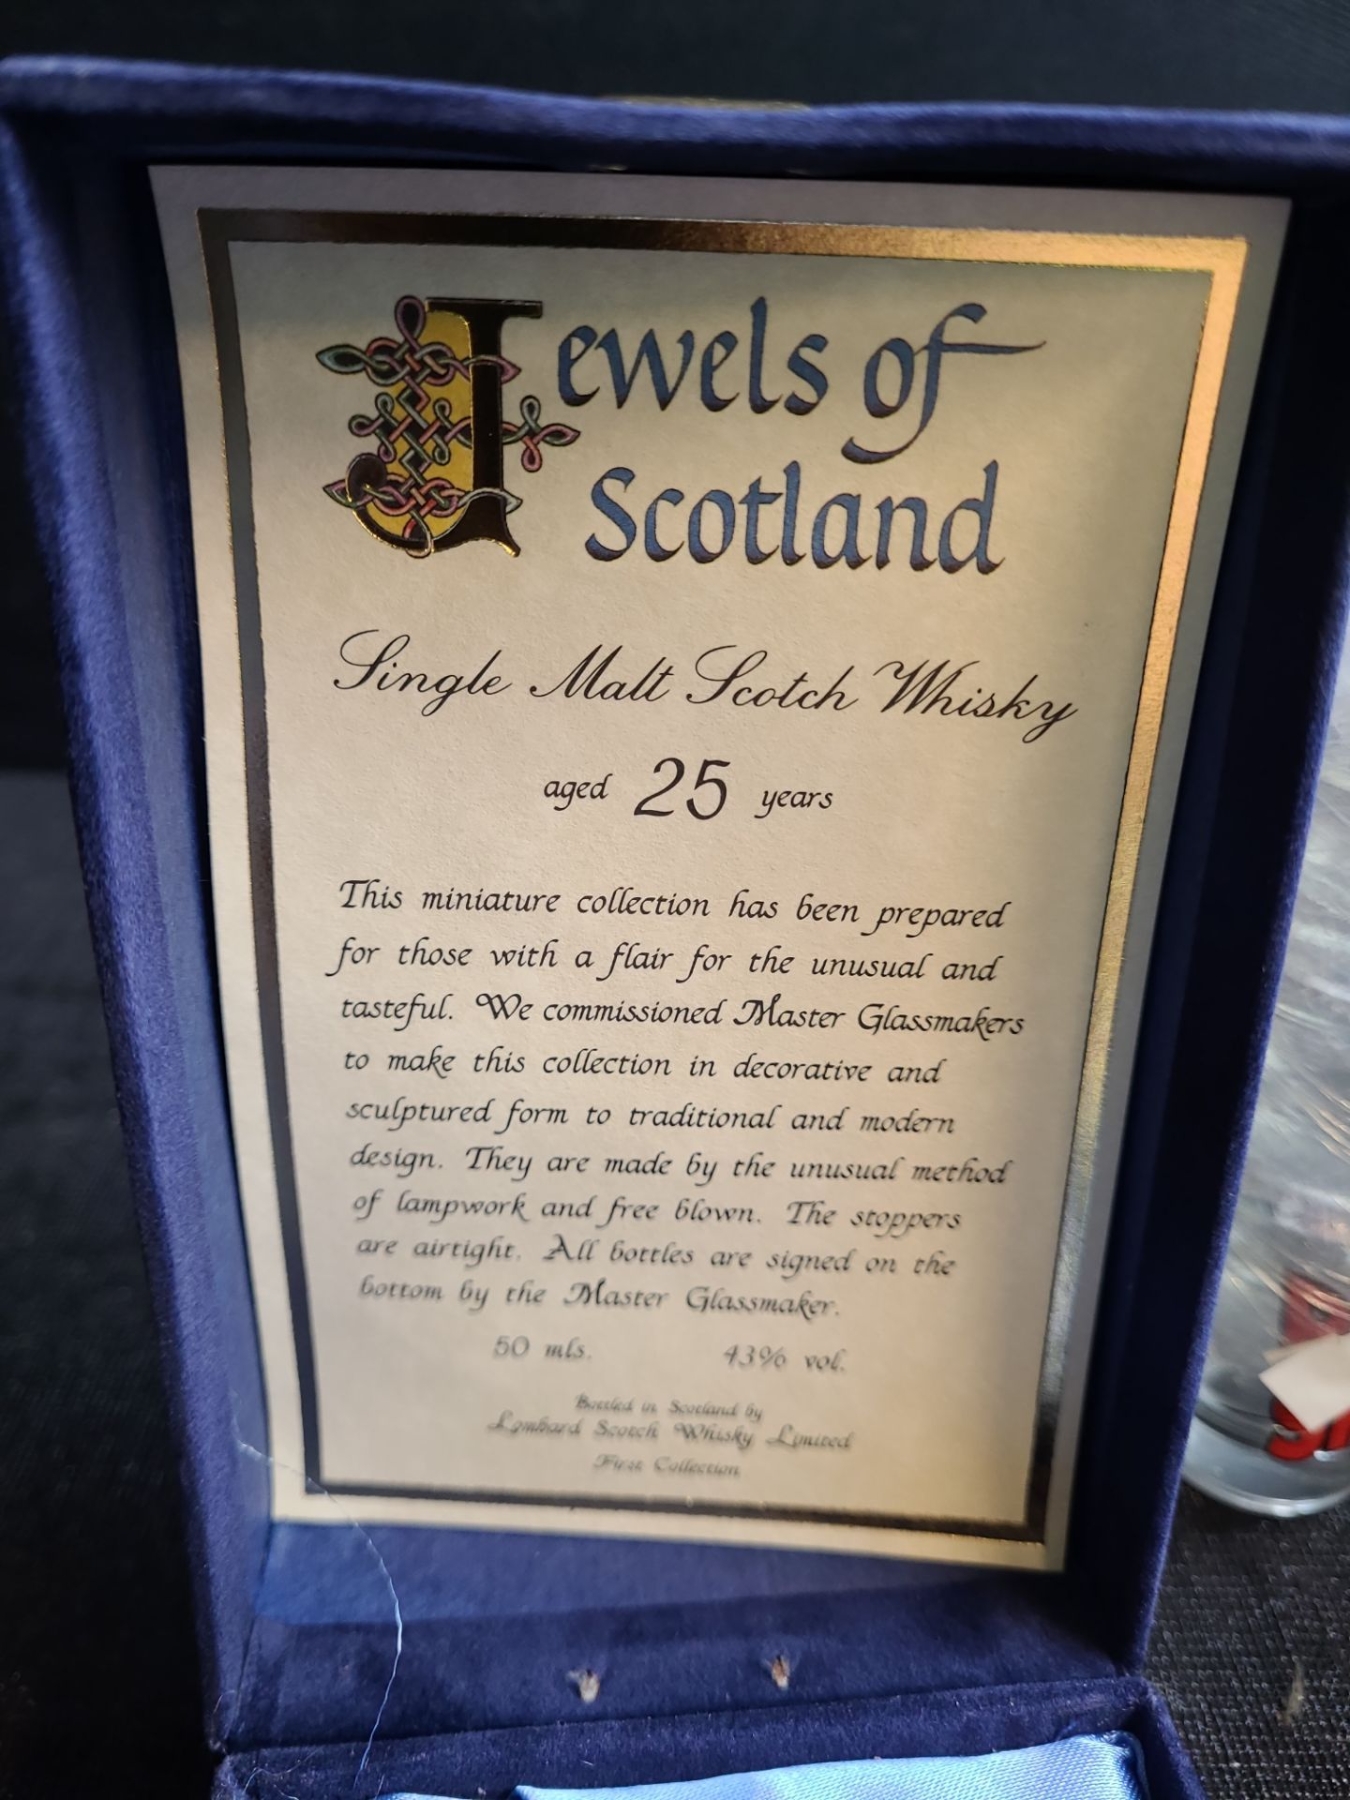 Jewels of
Scotland
Single Malt Scotch Whisky
aged 25 years
This miniature collection has been prepared
for those with a flair for the unusual and
tasteful. We commissioned Master Glassmakers
to make this collection in decorative and
sculptured form to traditional and modern
design. They are made by the unusual method
of lampwork and free blown. The stoppers
are airtight. All bottles are signed on the
bottom by the Master Glassmaker.
50 mls. 43% vol.
Bottled in Scotland by
Lombard Scotch Whisky Limited
First Collection